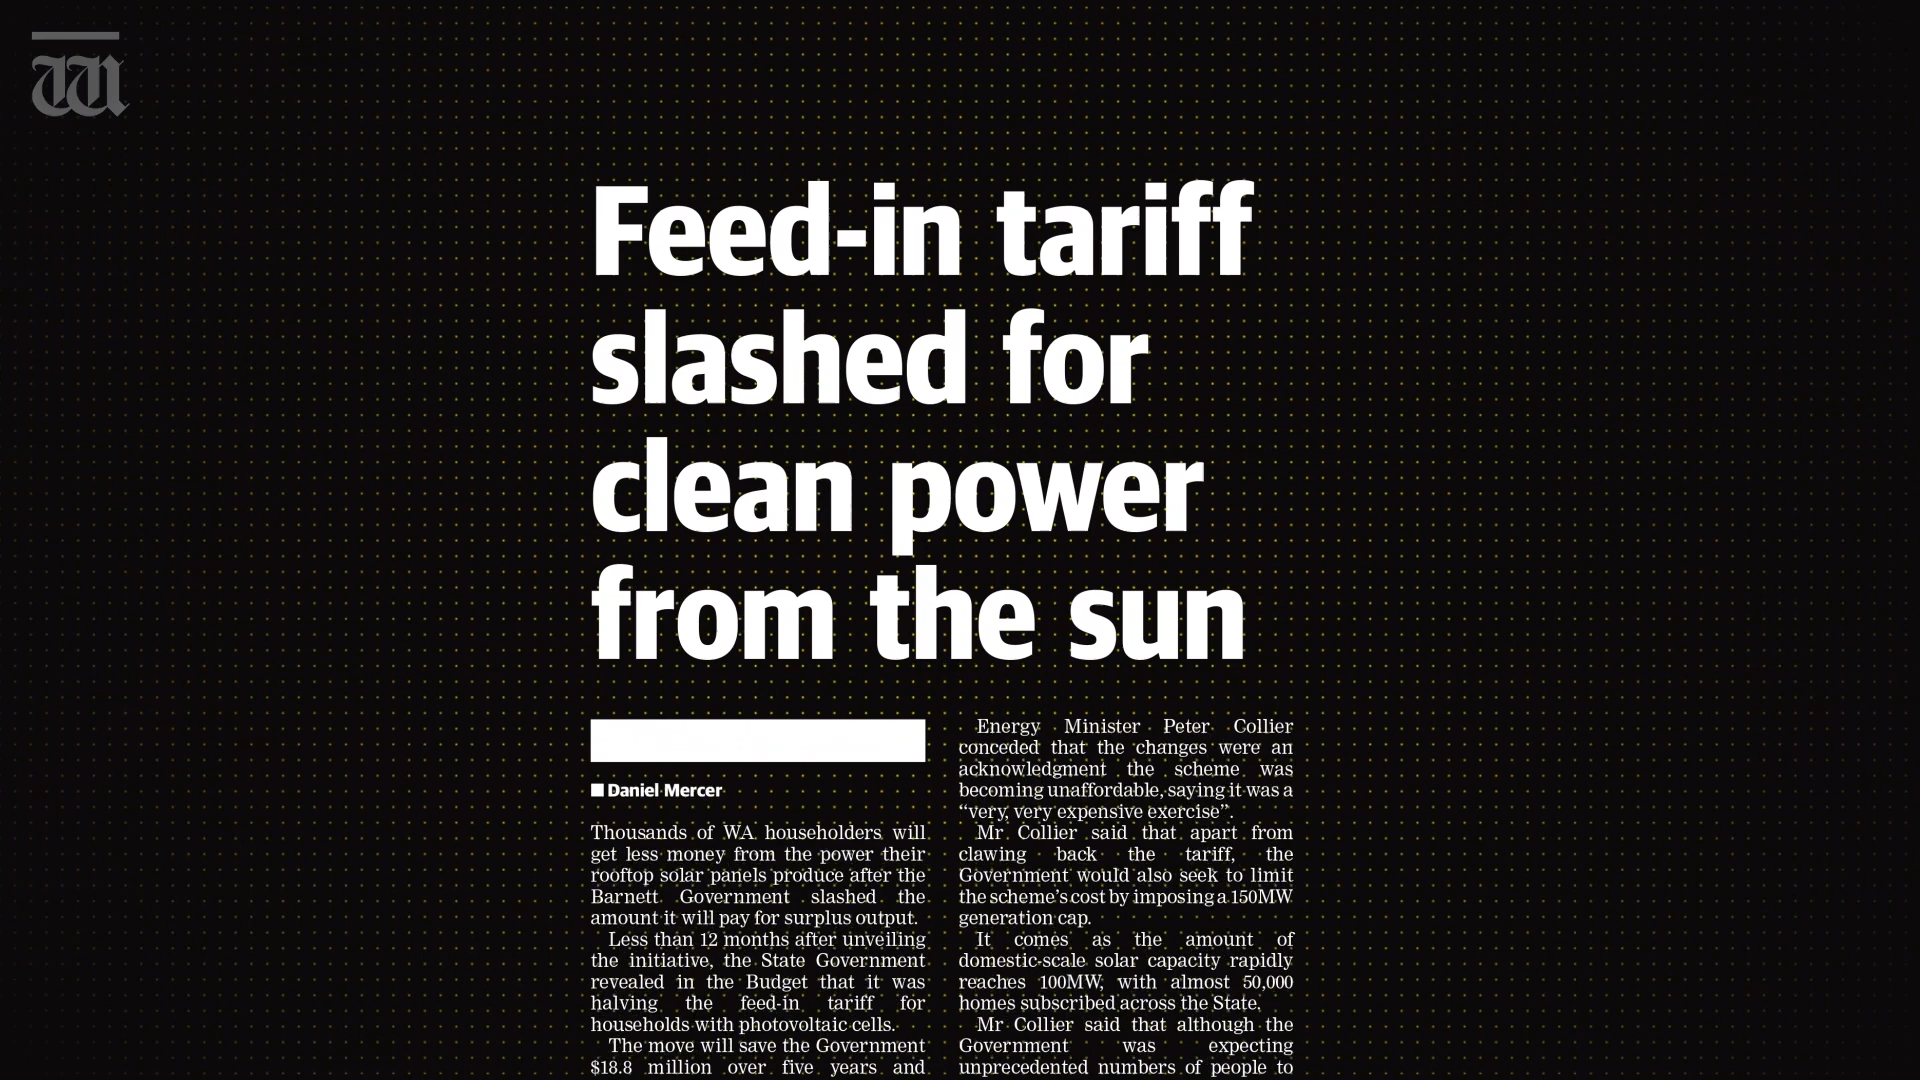 W
Feed-in tariff
slashed for
clean power
from the sun
■ Daniel Mercer
Thousands of WA householders will
get less money from the power their
rooftop solar panels produce after the
Barnett Government slashed the
amount it will pay for surplus output.
Less than 12 months after unveiling
the initiative, the State Government
revealed in the Budget that it was
halving the feed-in tariff for
households with photovoltaic cells.
The move will save the Government
$18.8 million over five years and
Energy Minister Peter Collier
conceded that the changes were an
acknowledgment the scheme was
becoming unaffordable, saying it was a
“very, very expensive exercise”.
Mr Collier said that apart from
clawing back the tariff, the
Government would also seek to limit
the scheme’s cost by imposing a 150MW
generation cap.
It comes as the amount of
domestic-scale solar capacity rapidly
reaches 100MW, with almost 50,000
homes subscribed across the State.
Mr Collier said that although the
Government was expecting
unprecedented numbers of people to